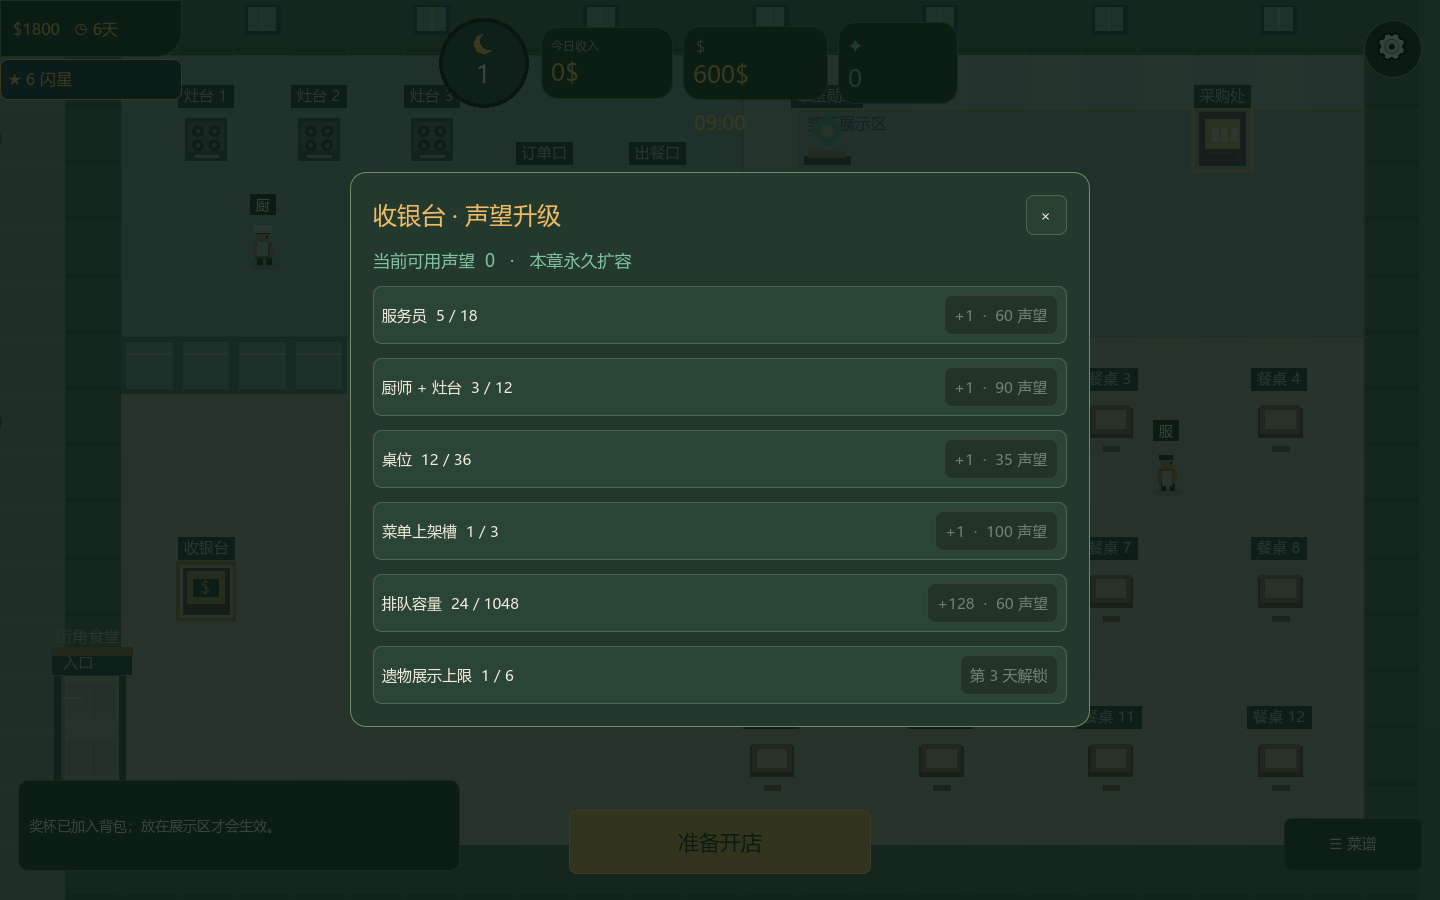 $1800 ◷ 6天
★ 6 闪星
1
今日收入
0$
$
600$
✦
0
09:00
灶台 1
灶台 2
灶台 3
订单口
出餐口
展示区
采购处
厨
收银台 · 声望升级
×
当前可用声望 0 · 本章永久扩容
服务员 5 / 18
+1 · 60 声望
厨师 + 灶台 3 / 12
+1 · 90 声望
桌位 12 / 36
+1 · 35 声望
菜单上架槽 1 / 3
+1 · 100 声望
排队容量 24 / 1048
+128 · 60 声望
遗物展示上限 1 / 6
第 3 天解锁
餐桌 3
餐桌 4
服
餐桌 7
餐桌 8
收银台
$
街角食堂
入口
餐桌 11
餐桌 12
奖杯已加入背包；放在展示区才会生效。
准备开店
☰ 菜谱